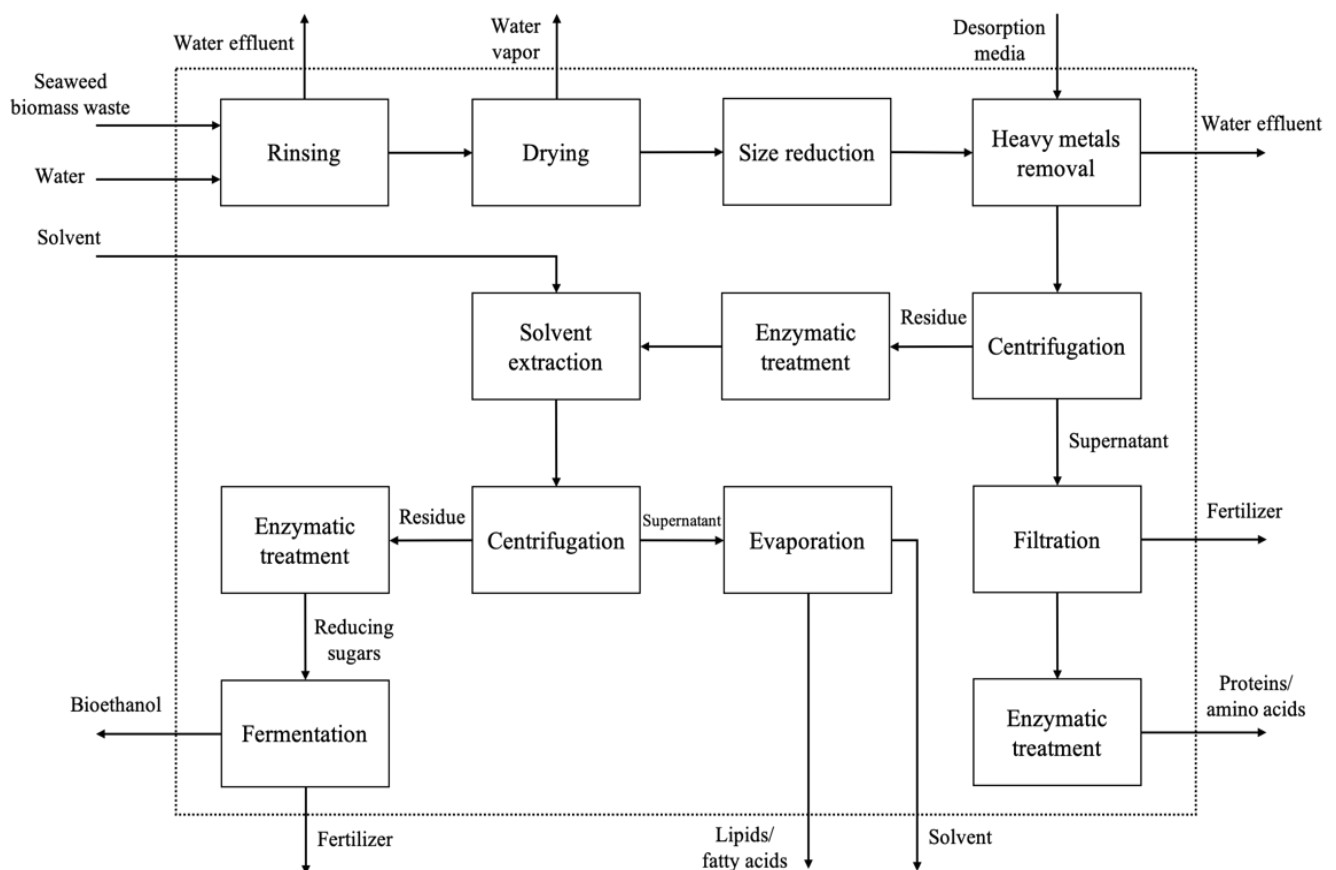 Water effluent
Water
vapor
Desorption
media
Seaweed
biomass waste
Water
Rinsing
Drying
Size reduction
Heavy metals
removal
Water effluent
Solvent
Solvent
extraction
Enzymatic
treatment
Residue
Centrifugation
Supernatant
Enzymatic
treatment
Residue
Centrifugation
Supernatant
Evaporation
Filtration
Fertilizer
Reducing
sugars
Bioethanol
Fermentation
Enzymatic
treatment
Proteins/
amino acids
Fertilizer
Lipids/
fatty acids
Solvent